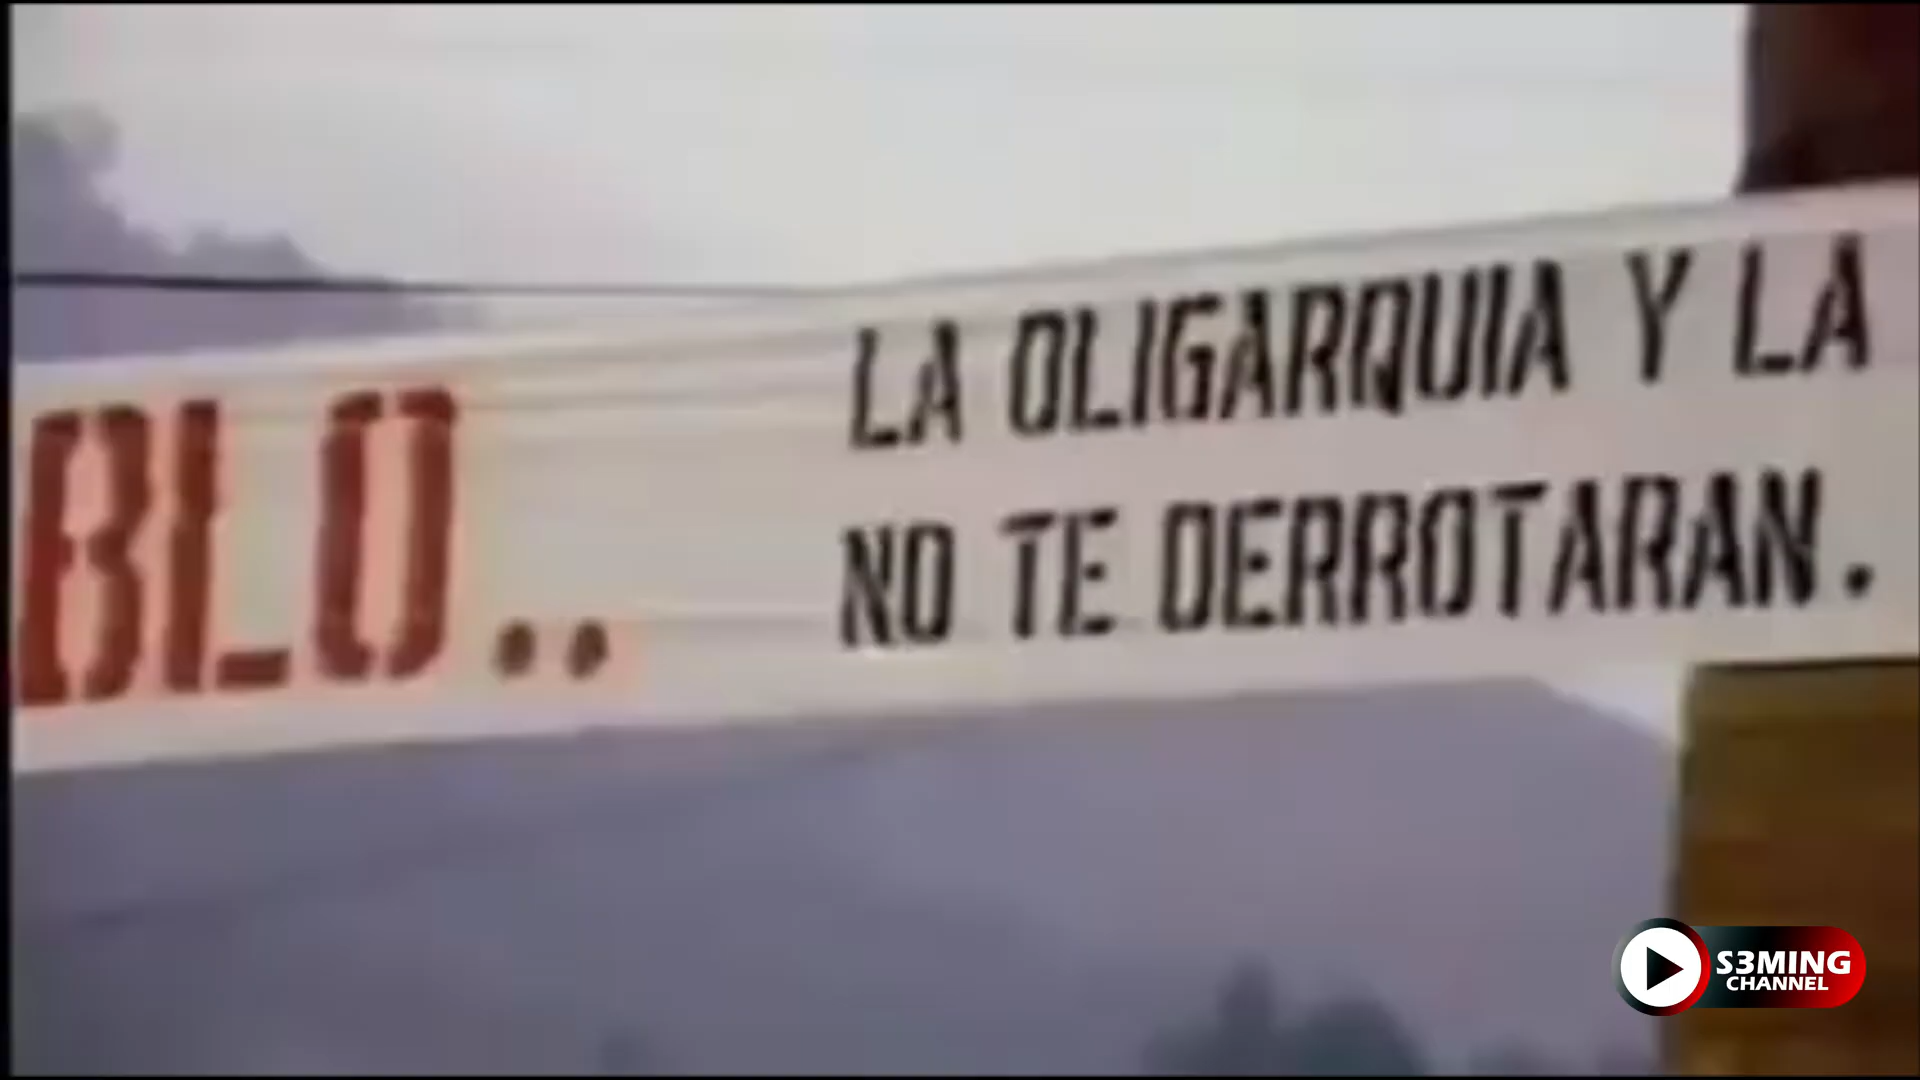 BLO..
LA OLIGARQUIA Y LA
NO TE DERROTARAN.
S3MING
CHANNEL